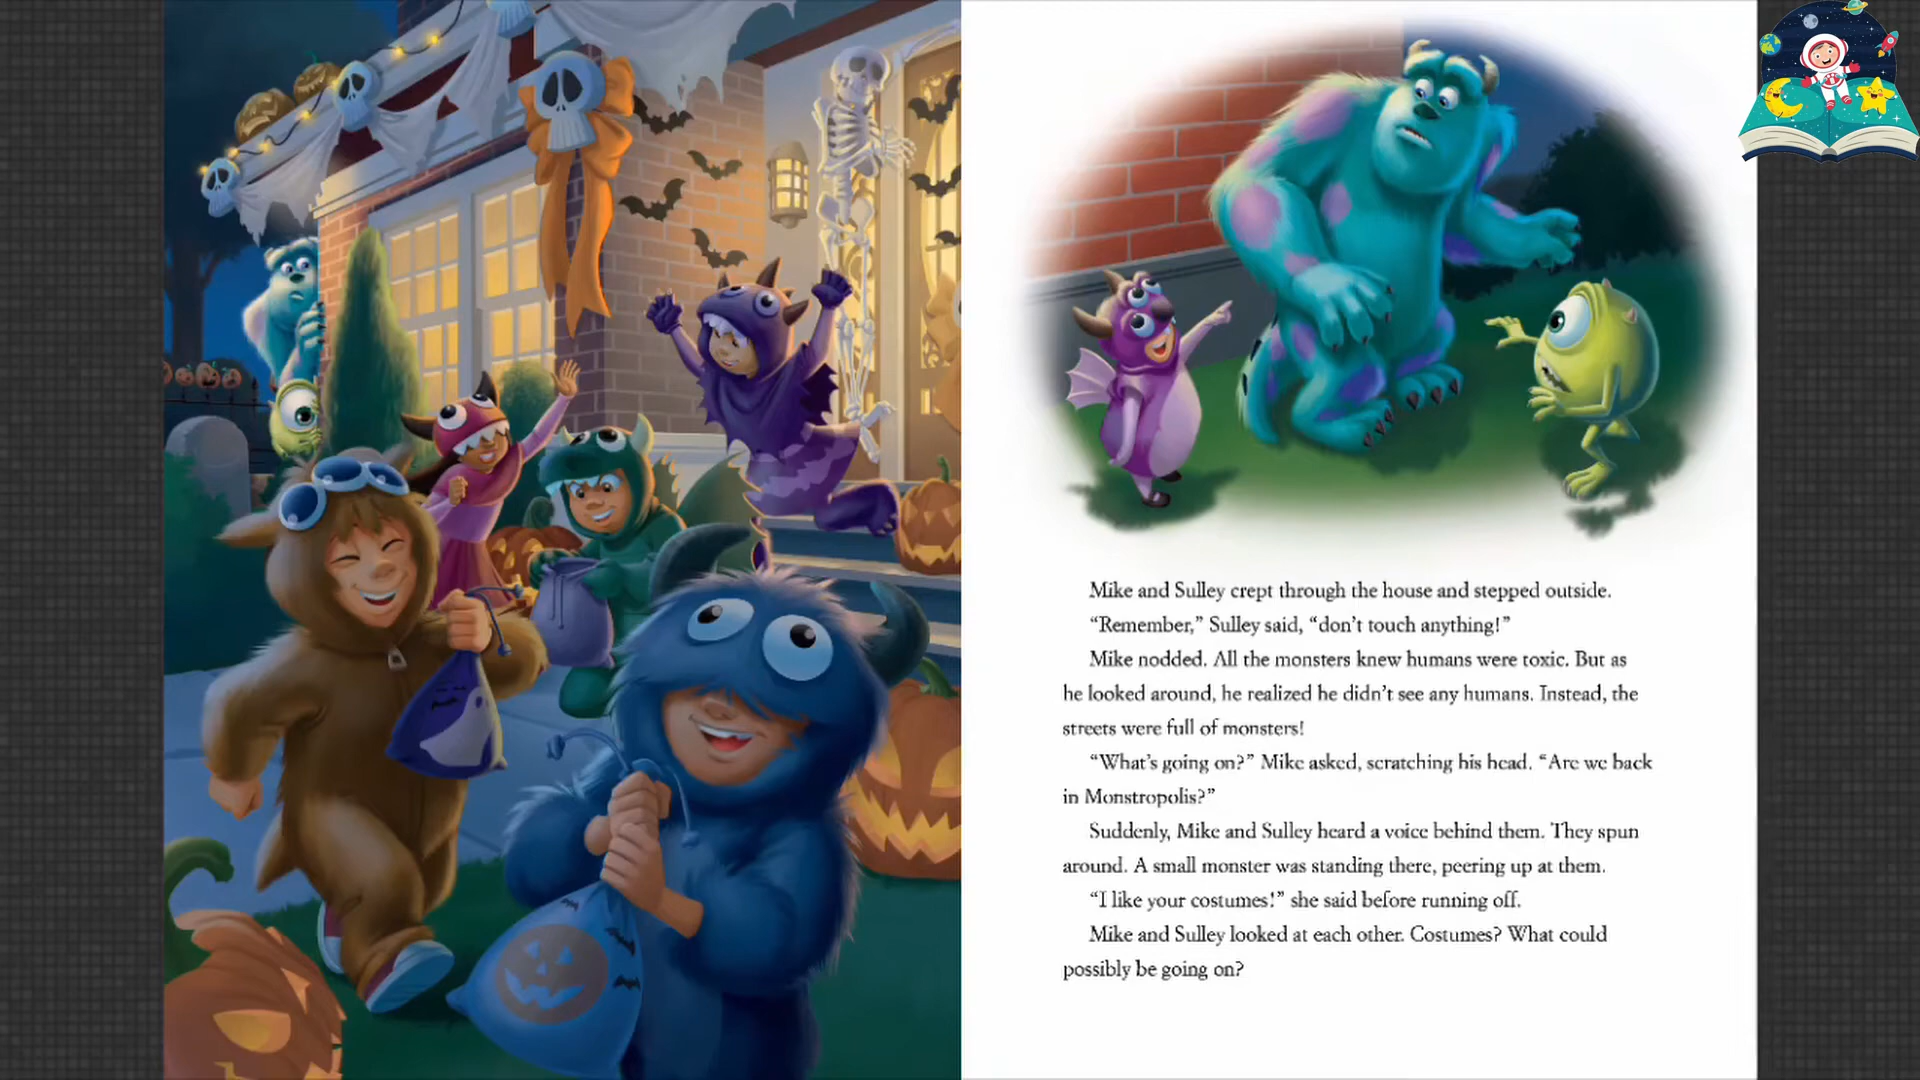 Mike and Sulley crept through the house and stepped outside.
“Remember,” Sulley said, “don’t touch anything!”
Mike nodded. All the monsters knew humans were toxic. But as
he looked around, he realized he didn’t see any humans. Instead, the
streets were full of monsters!
“What’s going on?” Mike asked, scratching his head. “Are we back
in Monstropolis?”
Suddenly, Mike and Sulley heard a voice behind them. They spun
around. A small monster was standing there, peering up at them.
“I like your costumes!” she said before running off.
Mike and Sulley looked at each other. Costumes? What could
possibly be going on?